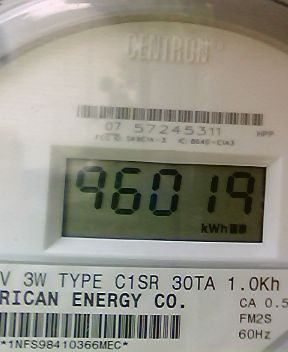 CENTRON®
07 57245311
HPP
96019
kWh
V 3W TYPE C1SR 30TA 1.0Kh
RICAN ENERGY CO.
CA 0.5
FM2S
60Hz
*1NFS98410366MEC*